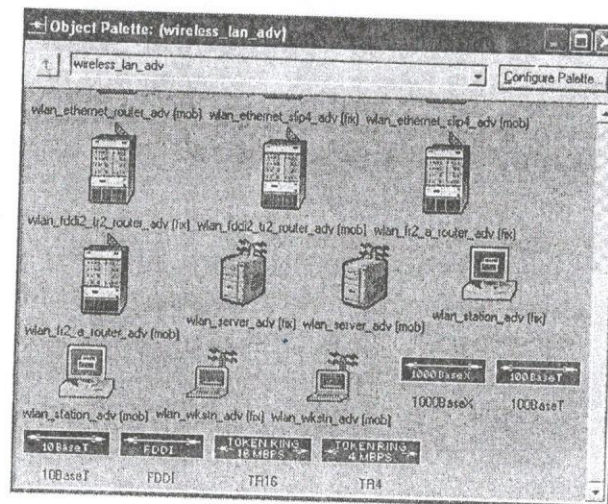 Object Palette: (wireless_lan_adv)
wireless_lan_adv
Configure Palette...
wlan_ethernet_router_adv (mob) wlan_ethernet_slip4_adv (fix) wlan_ethernet_slip4_adv (mob)
wlan_fddi2_tr2_router_adv (fix) wlan_fddi2_tr2_router_adv (mob) wlan_fr2_a_router_adv (fix)
wlan_fr2_a_router_adv (mob) wlan_server_adv (fix) wlan_server_adv (mob) wlan_station_adv (fix)
1000BaseX 100BaseT
wlan_station_adv (mob) wlan_wkstn_adv (fix) wlan_wkstn_adv (mob) 1000BaseX 100BaseT
10BaseT FDDI TOKEN RING 16 MBPS TOKEN RING 4 MBPS
10BaseT FDDI TR16 TR4